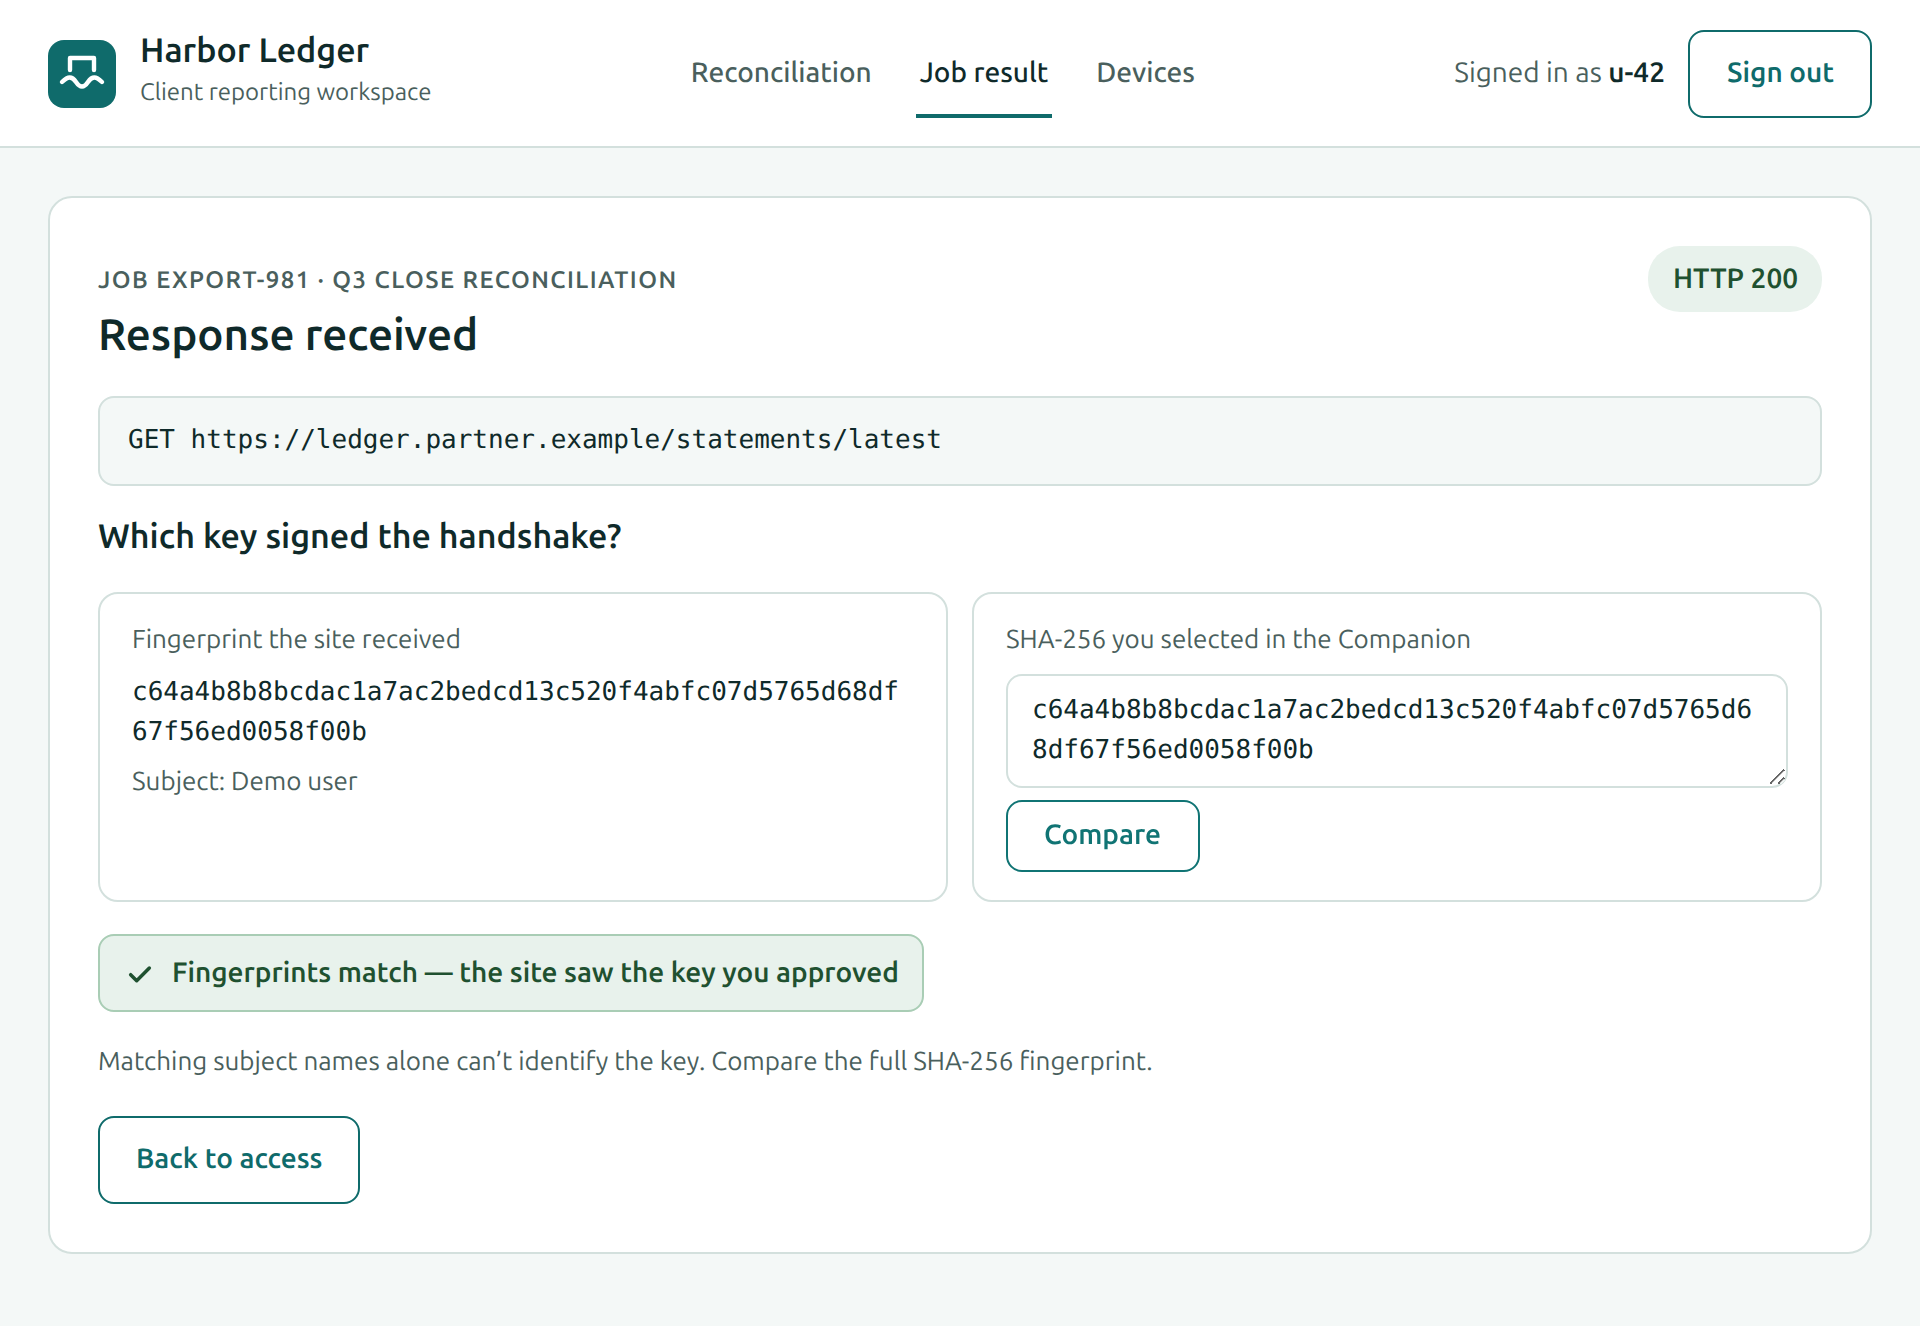 Harbor Ledger
Client reporting workspace
Reconciliation
Job result
Devices
Signed in as u-42
Sign out
JOB EXPORT-981 · Q3 CLOSE RECONCILIATION
HTTP 200
Response received
GET https://ledger.partner.example/statements/latest
Which key signed the handshake?
Fingerprint the site received
c64a4b8b8bcdac1a7ac2bedcd13c520f4abfc07d5765d68df
67f56ed0058f00b
Subject: Demo user
SHA-256 you selected in the Companion
c64a4b8b8bcdac1a7ac2bedcd13c520f4abfc07d5765d6
8df67f56ed0058f00b
Compare
Fingerprints match — the site saw the key you approved
Matching subject names alone can’t identify the key. Compare the full SHA-256 fingerprint.
Back to access